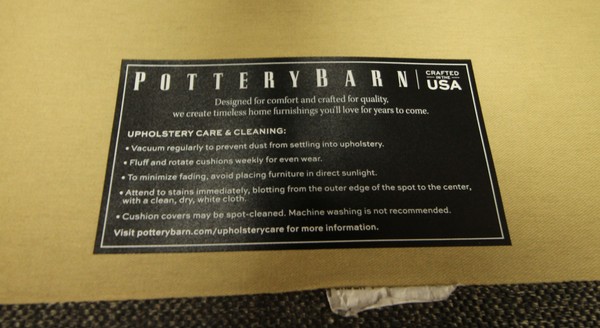 POTTERYBARN | CRAFTED IN THE USA
Designed for comfort and crafted for quality,
we create timeless home furnishings you'll love for years to come.
UPHOLSTERY CARE & CLEANING:
• Vacuum regularly to prevent dust from settling into upholstery.
• Fluff and rotate cushions weekly for even wear.
• To minimize fading, avoid placing furniture in direct sunlight.
• Attend to stains immediately, blotting from the outer edge of the spot to the center,
with a clean, dry, white cloth.
• Cushion covers may be spot-cleaned. Machine washing is not recommended.
Visit potterybarn.com/upholsterycare for more information.